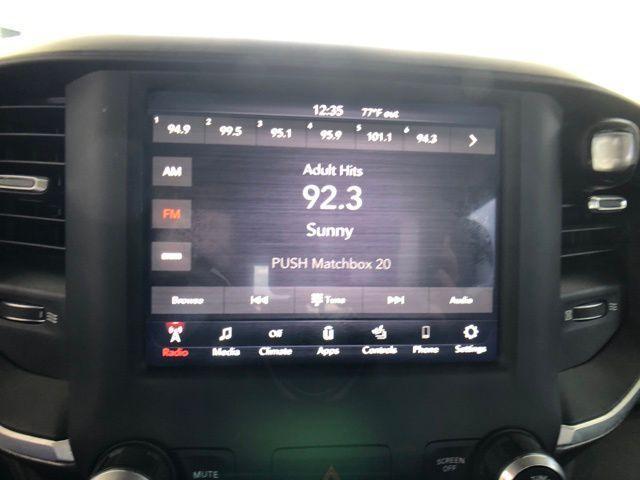 12:35 77°F out
1 94.9 2 99.5 3 95.1 4 95.9 5 101.1 6 94.3
AM
Adult Hits
92.3
FM
Sunny
PUSH Matchbox 20
Browse Tune Audio
Radio Media Off Climate Apps Controls Phone Settings
MUTE
SCREEN
OFF